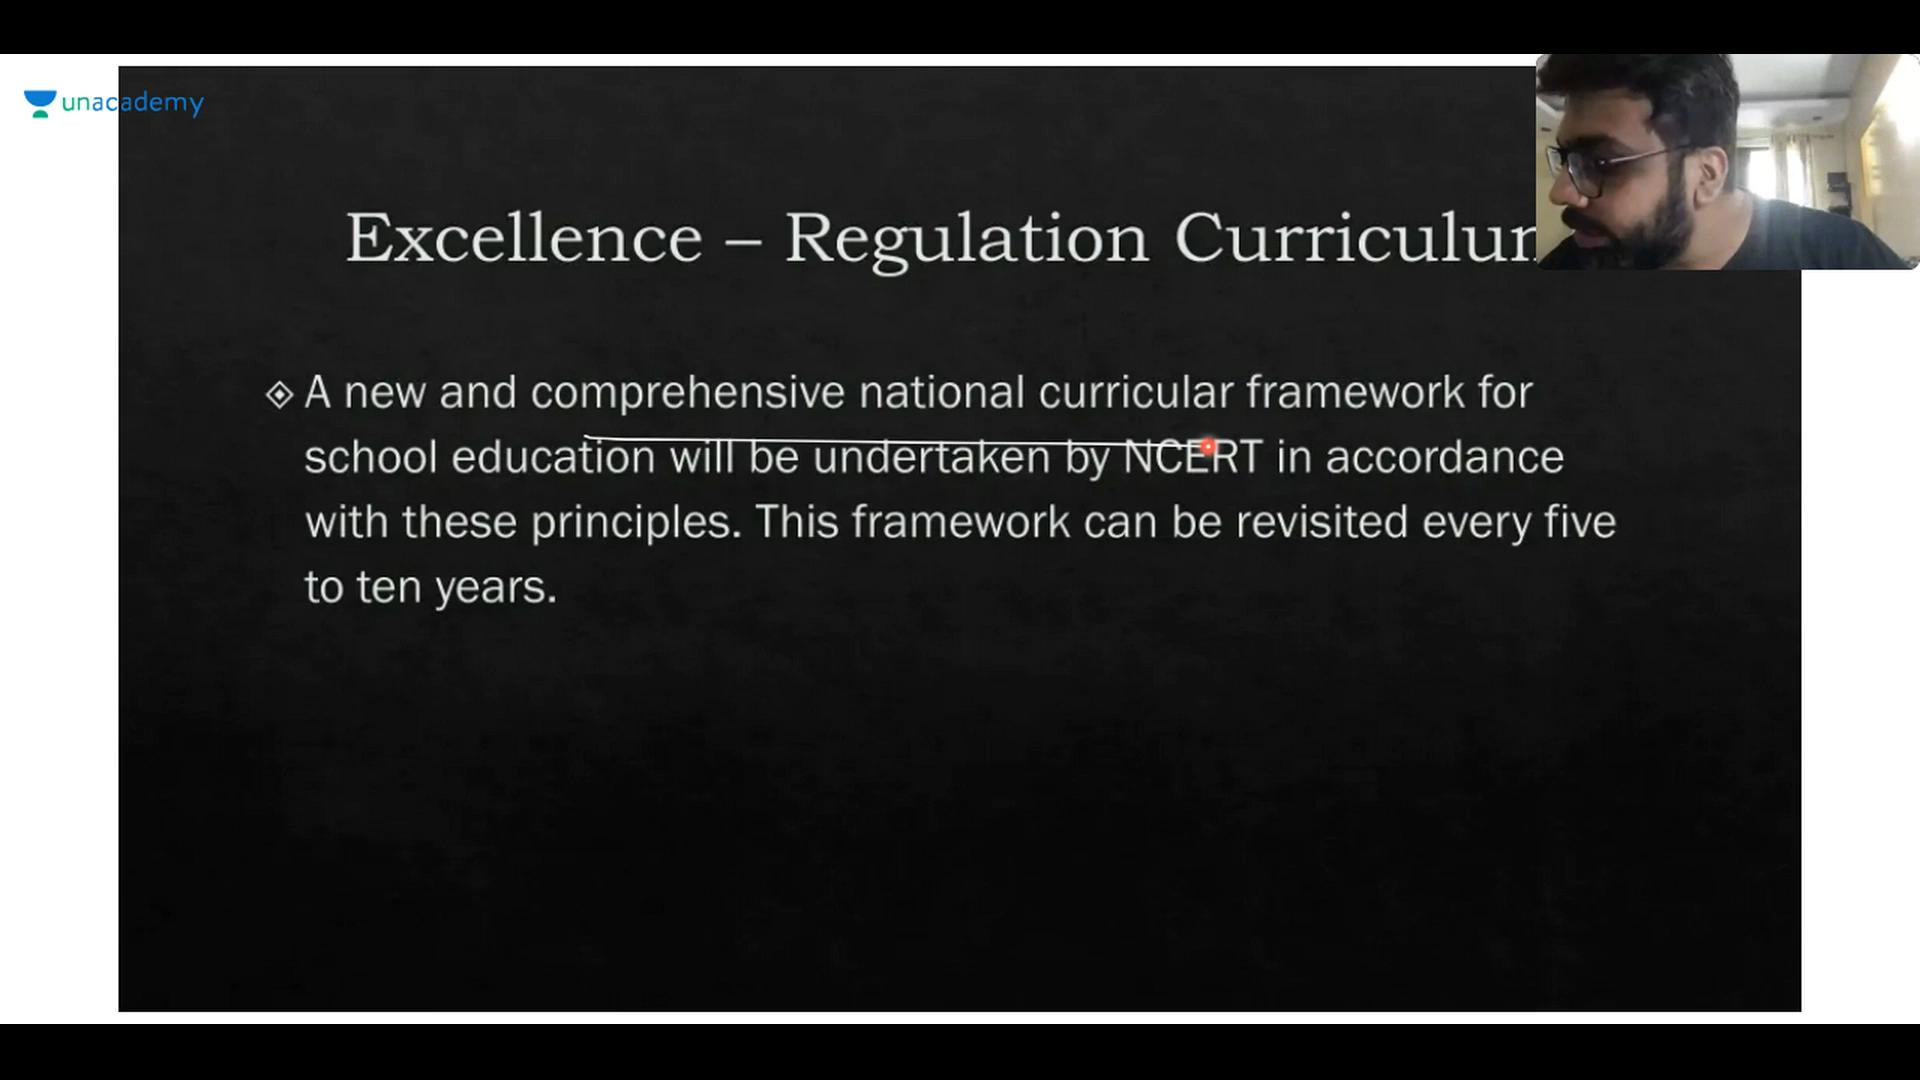 unacademy
Excellence – Regulation Curriculum
A new and comprehensive national curricular framework for
school education will be undertaken by NCERT in accordance
with these principles. This framework can be revisited every five
to ten years.